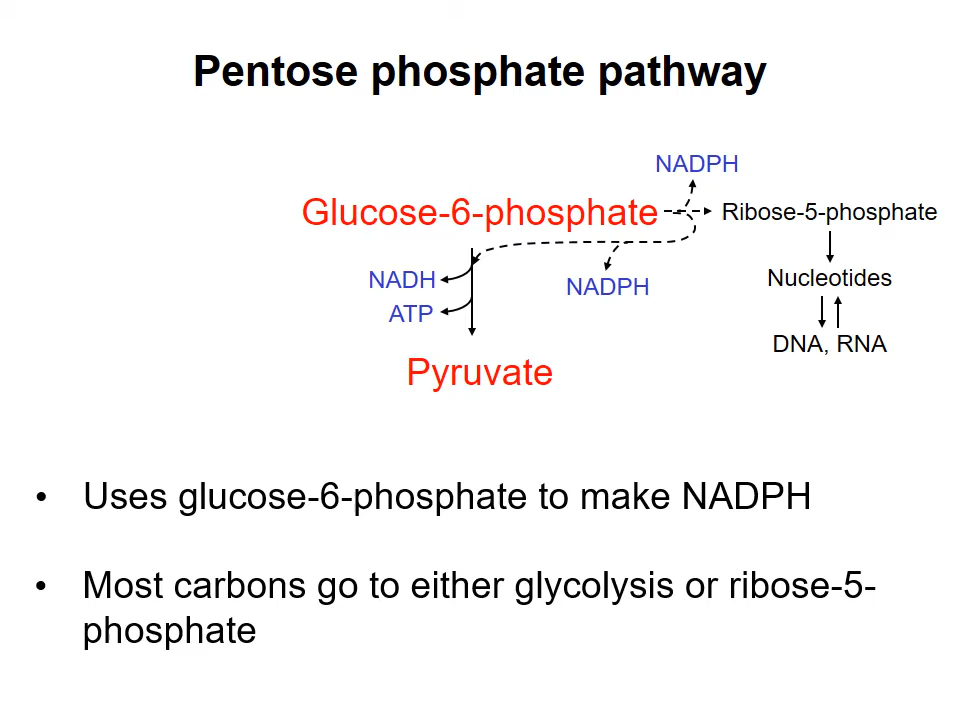 Pentose phosphate pathway
NADPH
Glucose-6-phosphate
Ribose-5-phosphate
NADH
NADPH
Nucleotides
ATP
DNA, RNA
Pyruvate
• Uses glucose-6-phosphate to make NADPH
• Most carbons go to either glycolysis or ribose-5-
phosphate